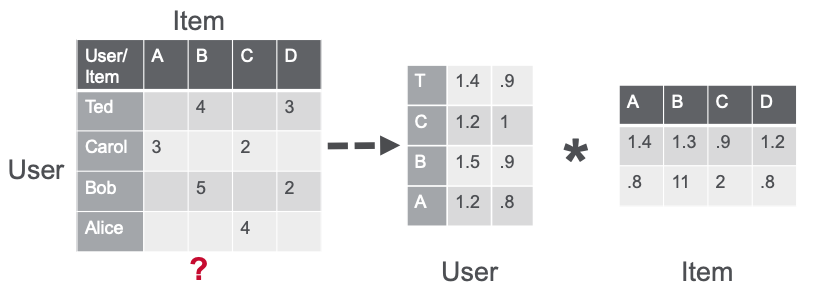 Item
User/ A B C D
Item
Ted 4 3
Carol 3 2
Bob 5 2
Alice 4
User
?
T 1.4 .9
C 1.2 1
B 1.5 .9
A 1.2 .8
User
*
A B C D
1.4 1.3 .9 1.2
.8 11 2 .8
Item